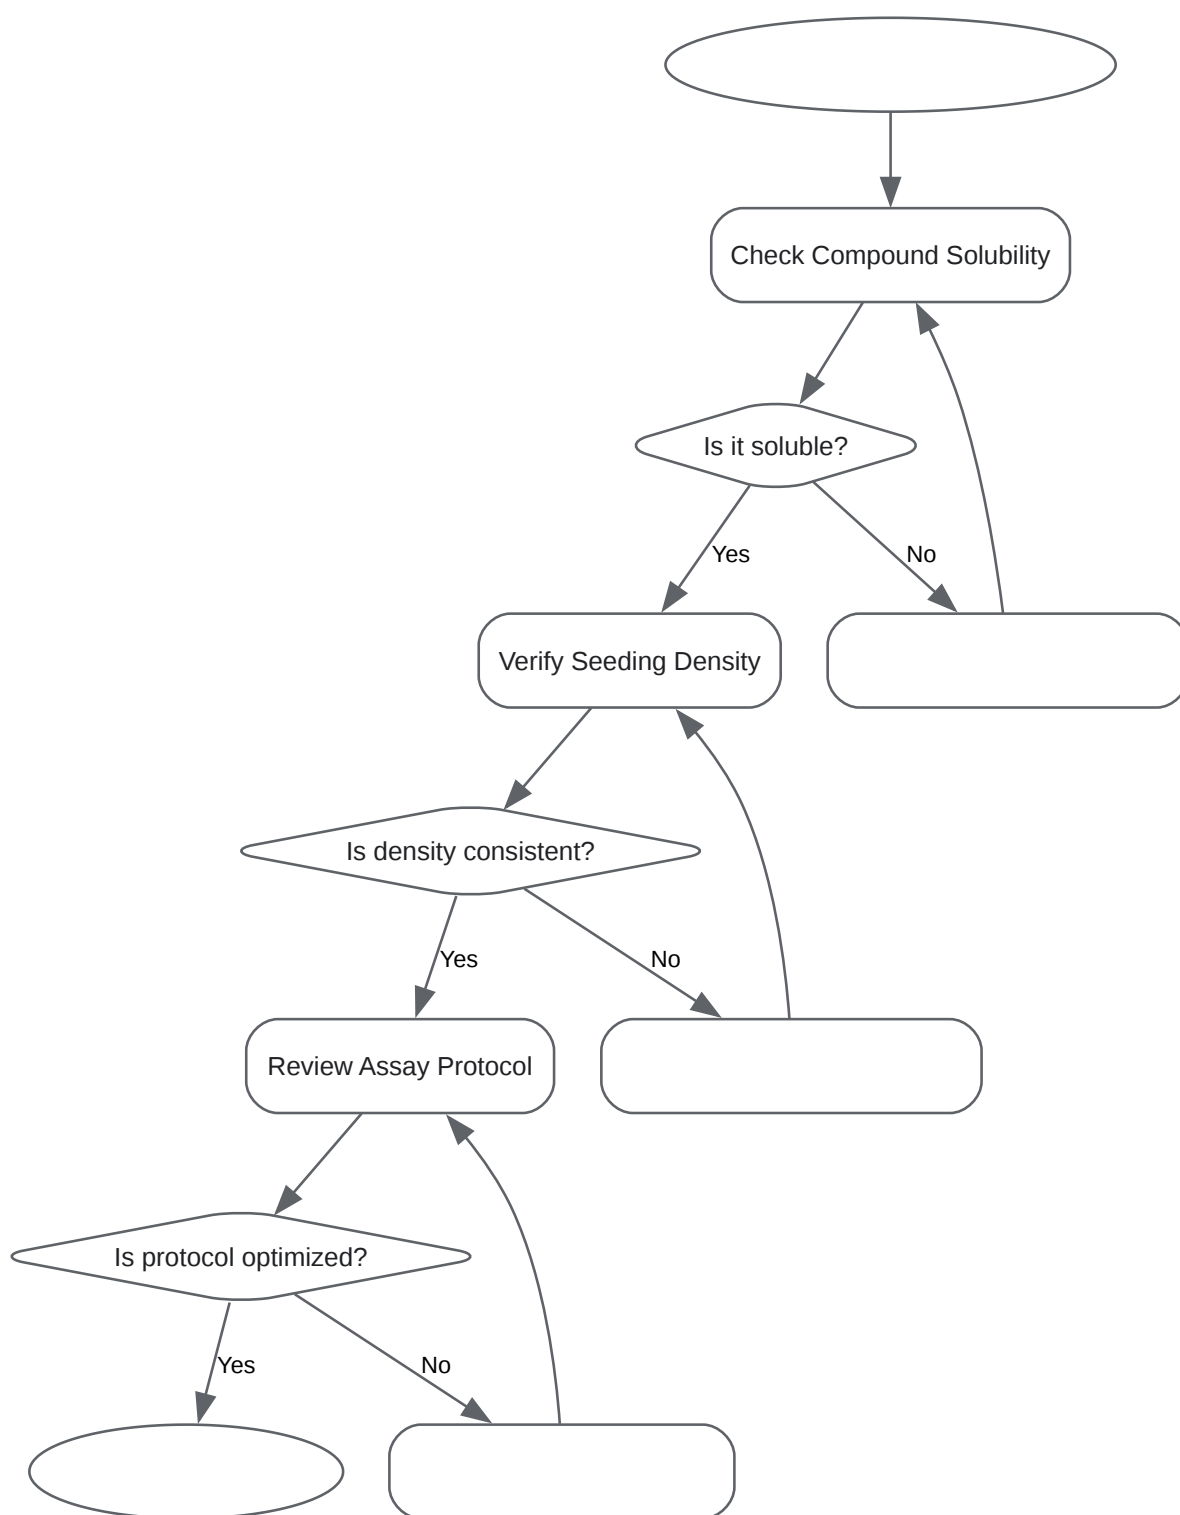 Check Compound Solubility
Is it soluble?
Yes
No
Verify Seeding Density
Is density consistent?
Yes
No
Review Assay Protocol
Is protocol optimized?
Yes
No